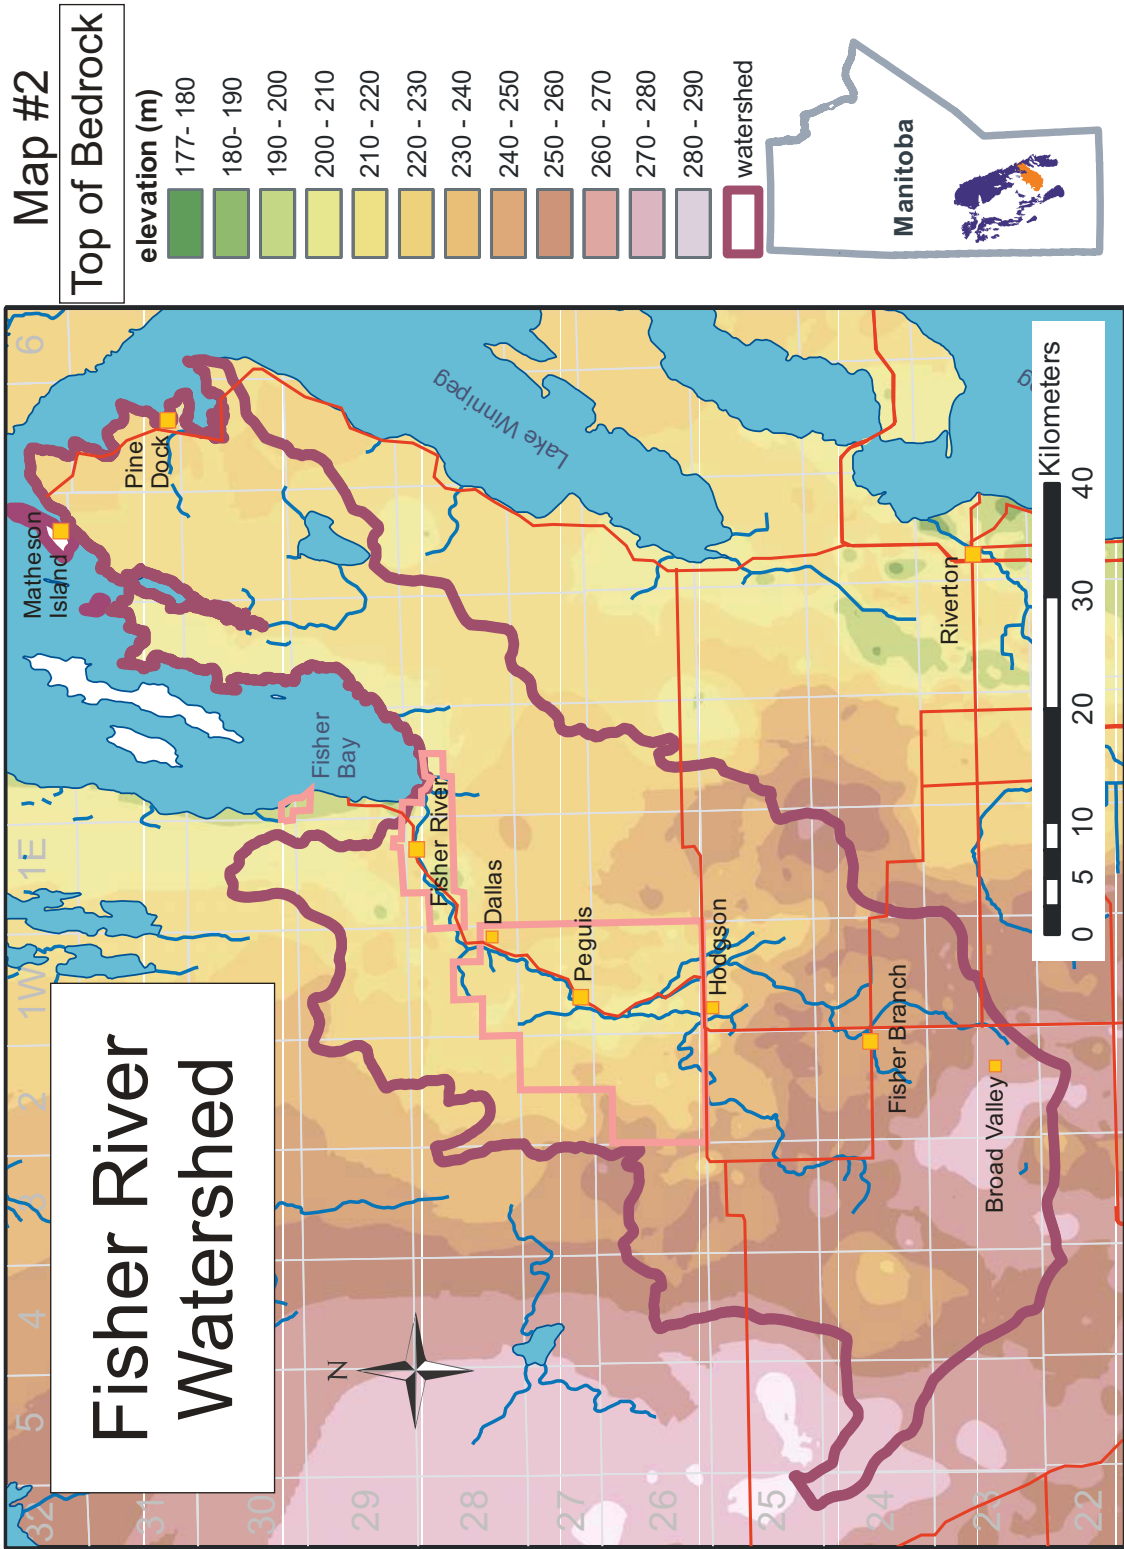 Map #2
Top of Bedrock
elevation (m)
177- 180
180- 190
190 - 200
200 - 210
210 - 220
220 - 230
230 - 240
240 - 250
250 - 260
260 - 270
270 - 280
280 - 290
watershed
Manitoba
Fisher River
Watershed
N
Matheson
Island
Pine
Dock
Lake Winnipeg
Fisher
Bay
Fisher River
Dallas
Peguis
Hodgson
Fisher Branch
Broad Valley
Riverton
5
4
3
2
1W
1E
6
32
31
30
29
28
27
26
25
24
23
22
0
5
10
20
30
40
Kilometers